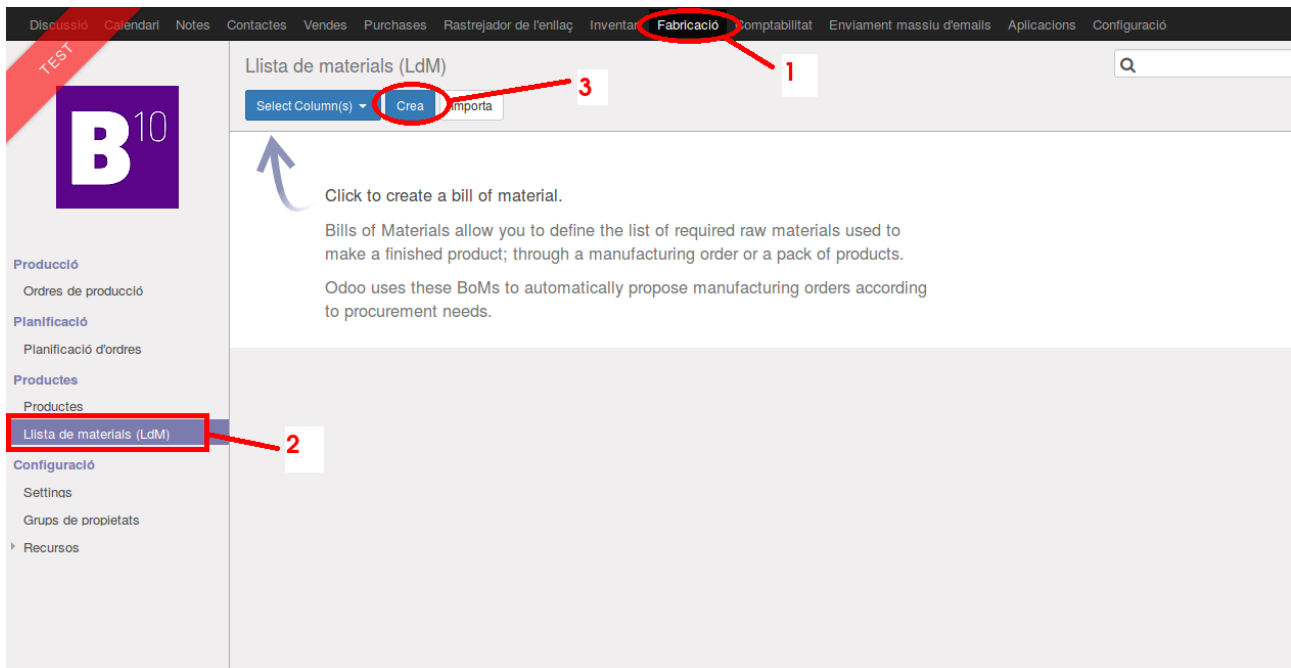 Discussió Calendari Notes Contactes Vendes Purchases Rastrejador de l'enllaç Inventari Fabricació Comptabilitat Enviament massiu d'emails Aplicacions Configuració
TEST
Llista de materials (LdM)
1
Select Column(s) Crea Importa
3
B10
Click to create a bill of material.
Bills of Materials allow you to define the list of required raw materials used to
make a finished product; through a manufacturing order or a pack of products.
Odoo uses these BoMs to automatically propose manufacturing orders according
to procurement needs.
Producció
Ordres de producció
Planificació
Planificació d'ordres
Productes
Productes
Llista de materials (LdM)
2
Configuració
Settings
Grups de propietats
Recursos